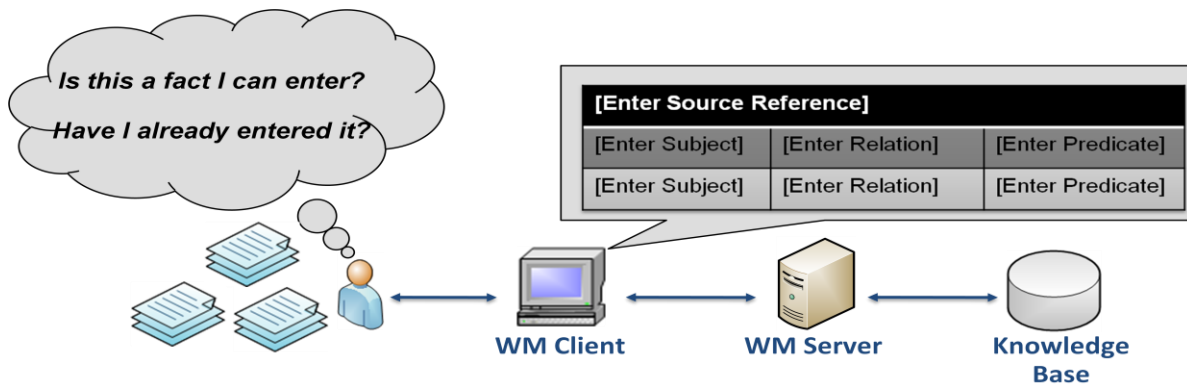 Is this a fact I can enter?
Have I already entered it?
[Enter Source Reference]
[Enter Subject] [Enter Relation] [Enter Predicate]
[Enter Subject] [Enter Relation] [Enter Predicate]
WM Client
WM Server
Knowledge
Base